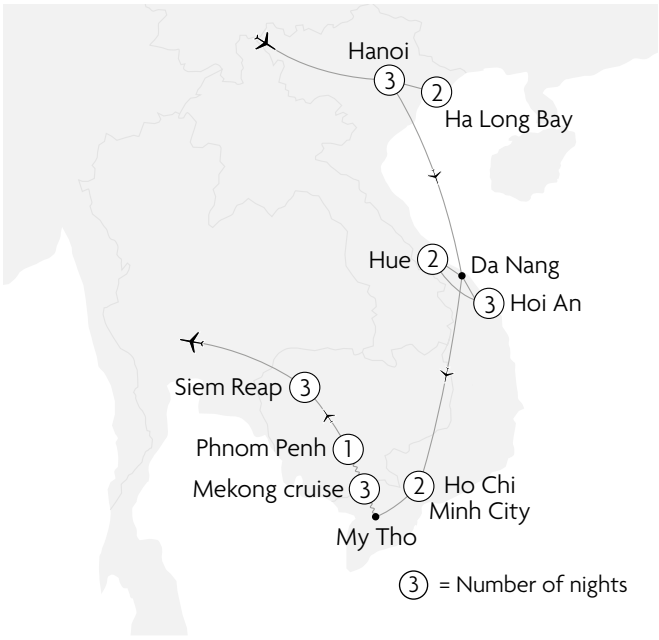 Hanoi
3
2
Ha Long Bay
Hue 2
Da Nang
3 Hoi An
Siem Reap 3
Phnom Penh 1
Mekong cruise 3
2 Ho Chi
Minh City
My Tho
3 = Number of nights